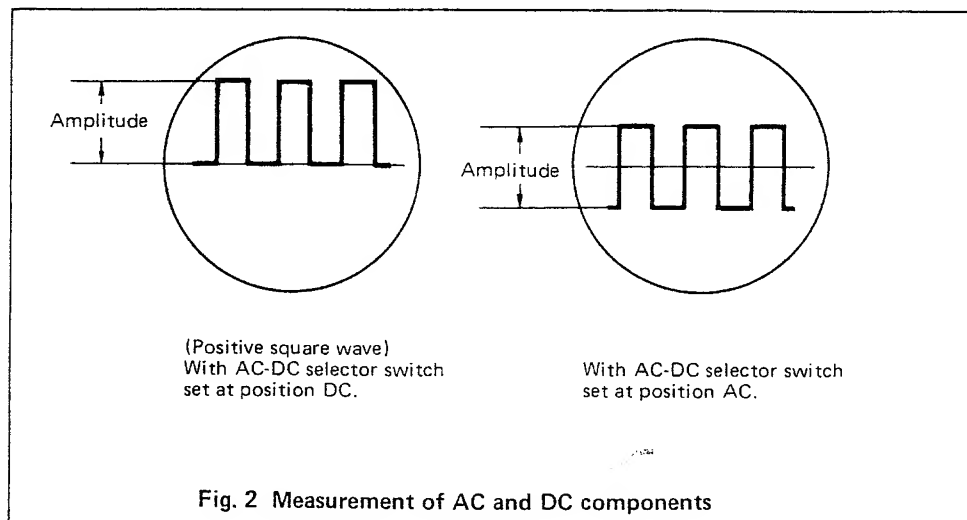 Amplitude
Amplitude
(Positive square wave)
With AC-DC selector switch
set at position DC.
With AC-DC selector switch
set at position AC.
Fig. 2 Measurement of AC and DC components